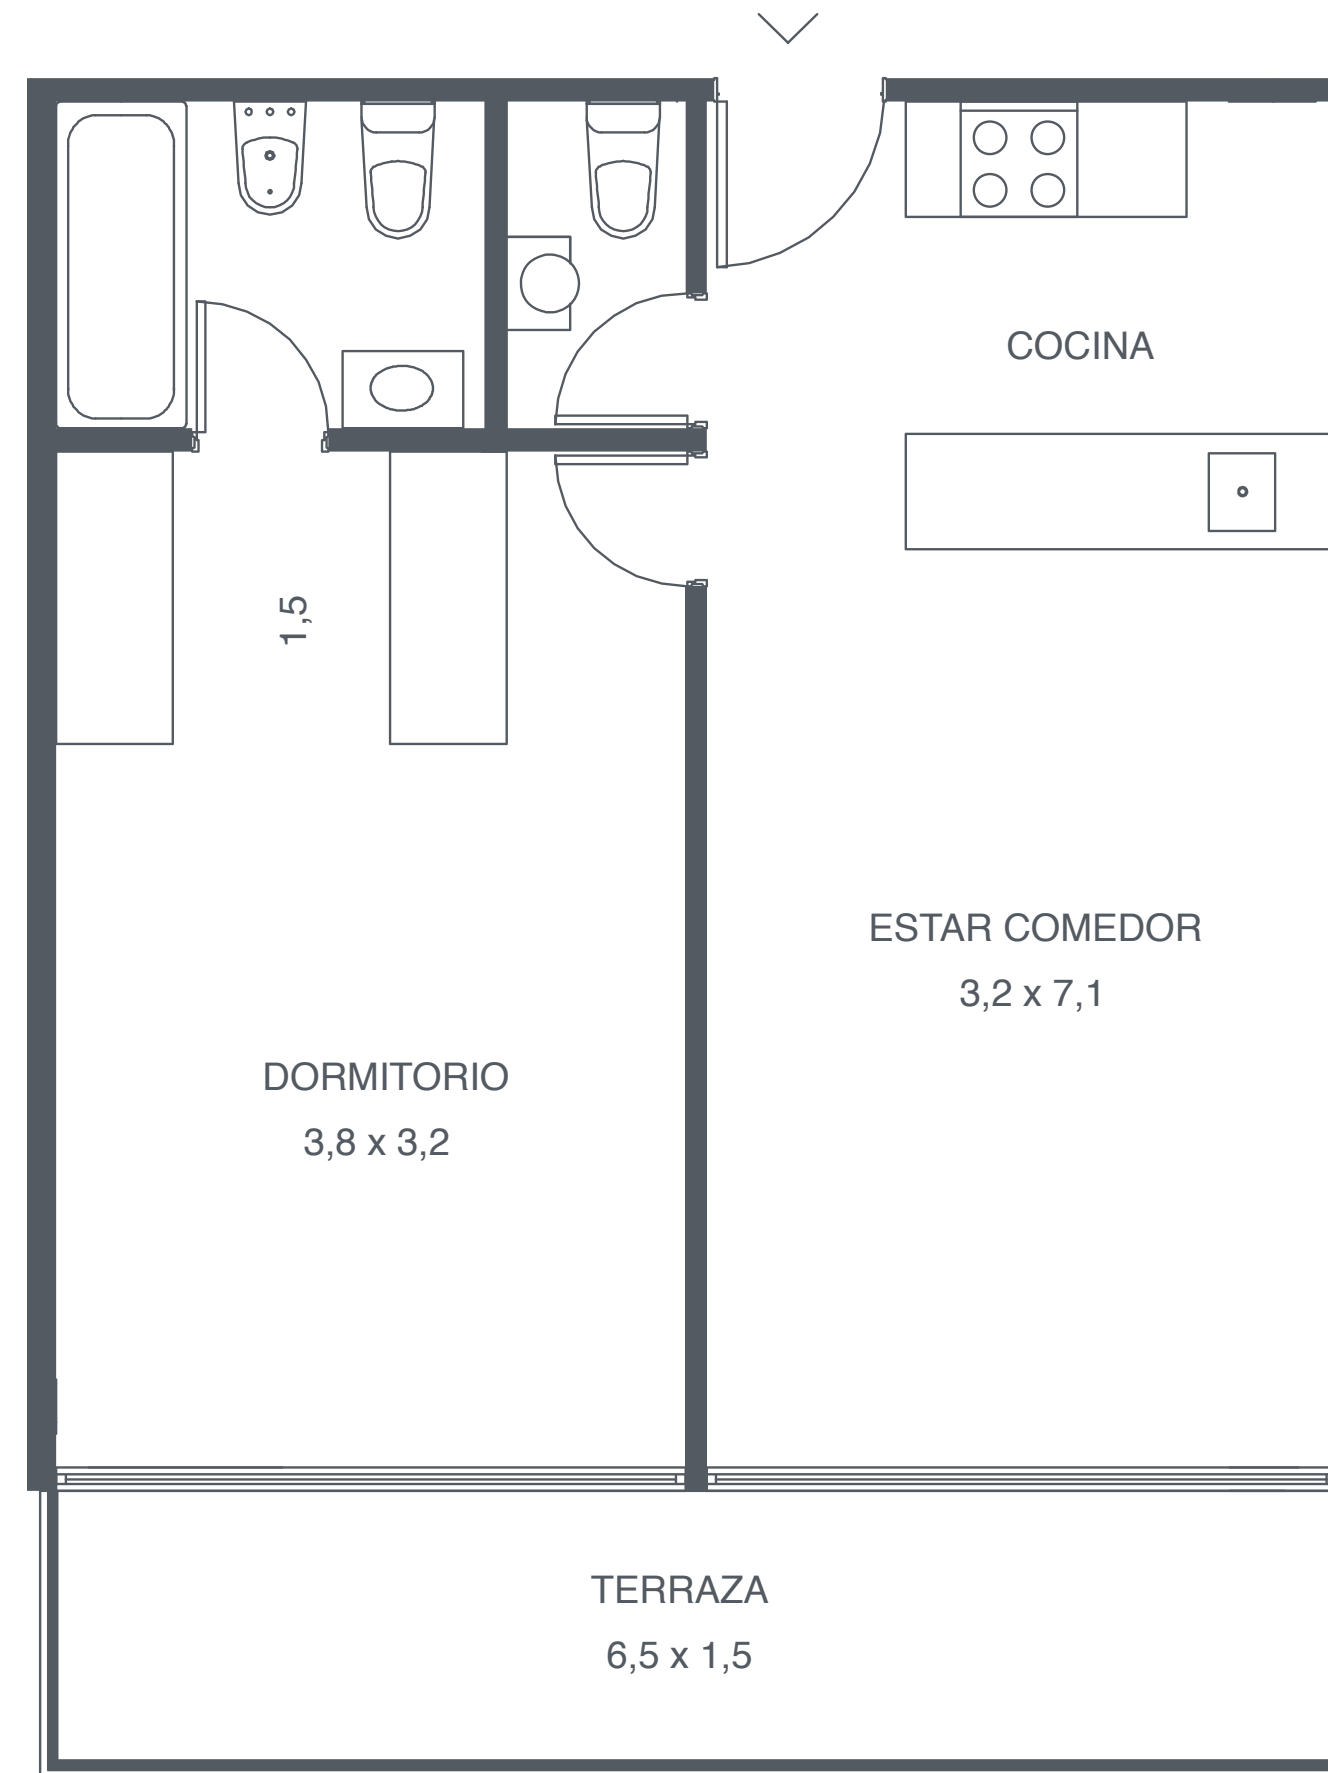 COCINA
1,5
ESTAR COMEDOR
3,2 x 7,1
DORMITORIO
3,8 x 3,2
TERRAZA
6,5 x 1,5